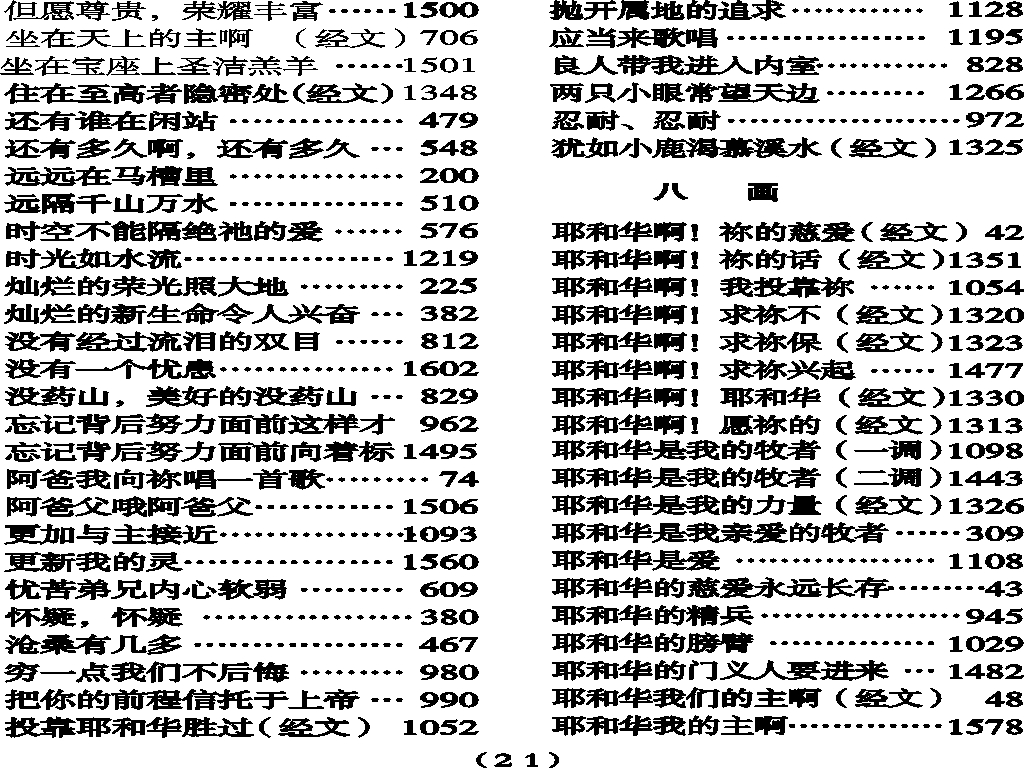 但愿尊贵，荣耀丰富……1500
坐在天上的主啊 （经文）706
坐在宝座上圣洁羔羊 ……1501
住在至高者隐密处(经文)1348
还有谁在闲站 …………… 479
还有多久啊，还有多久 … 548
远远在马槽里 …………… 200
远隔千山万水 …………… 510
时空不能隔绝祂的爱 …… 576
时光如水流……………… 1219
灿烂的荣光照大地 ……… 225
灿烂的新生命令人兴奋 … 382
没有经过流泪的双目 …… 812
没有一个忧患…………… 1602
没药山，美好的没药山 … 829
忘记背后努力面前这样才 962
忘记背后努力面前向着标1495
阿爸我向祢唱一首歌……… 74
阿爸父哦阿爸父………… 1506
更加与主接近……………1093
更新我的灵……………… 1560
忧苦弟兄内心软弱 ……… 609
怀疑，怀疑 ………………380
沧桑有几多 ……………… 467
穷一点我们不后悔 ……… 980
把你的前程信托于上帝 … 990
投靠耶和华胜过(经文) 1052
抛开属地的追求………… 1128
应当来歌唱……………… 1195
良人带我进入内室………… 828
两只小眼常望天边 ……… 1266
忍耐、忍耐…………………972
犹如小鹿渴慕溪水(经文)1325
八 画
耶和华啊！祢的慈爱(经文) 42
耶和华啊！祢的话 (经文)1351
耶和华啊！我投靠祢 …… 1054
耶和华啊！求祢不 (经文)1320
耶和华啊！求祢保 (经文)1323
耶和华啊！求祢兴起 …… 1477
耶和华啊！耶和华 (经文)1330
耶和华啊！愿祢的 (经文)1313
耶和华是我的牧者 (一调)1098
耶和华是我的牧者 (二调)1443
耶和华是我的力量 (经文)1326
耶和华是我亲爱的牧者……309
耶和华是爱 …………… 1108
耶和华的慈爱永远长存………43
耶和华的精兵 ……………945
耶和华的膀臂 ………… 1029
耶和华的门义人要进来 … 1482
耶和华我们的主啊 (经文) 48
耶和华我的主啊…………1578
(21)